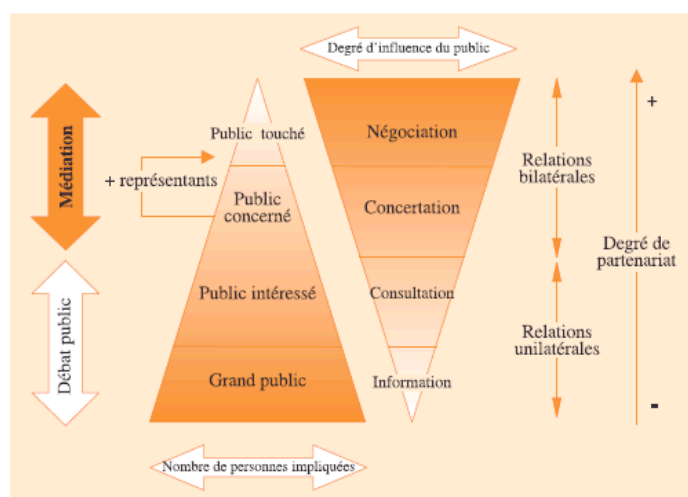 Degré d'influence du public
Médiation
Public touché
+ représentants
Public
concerné
Public intéressé
Grand public
Débat public
Négociation
Concertation
Consultation
Information
Relations
bilatérales
Relations
unilatérales
+
Degré de
partenariat
-
Nombre de personnes impliquées